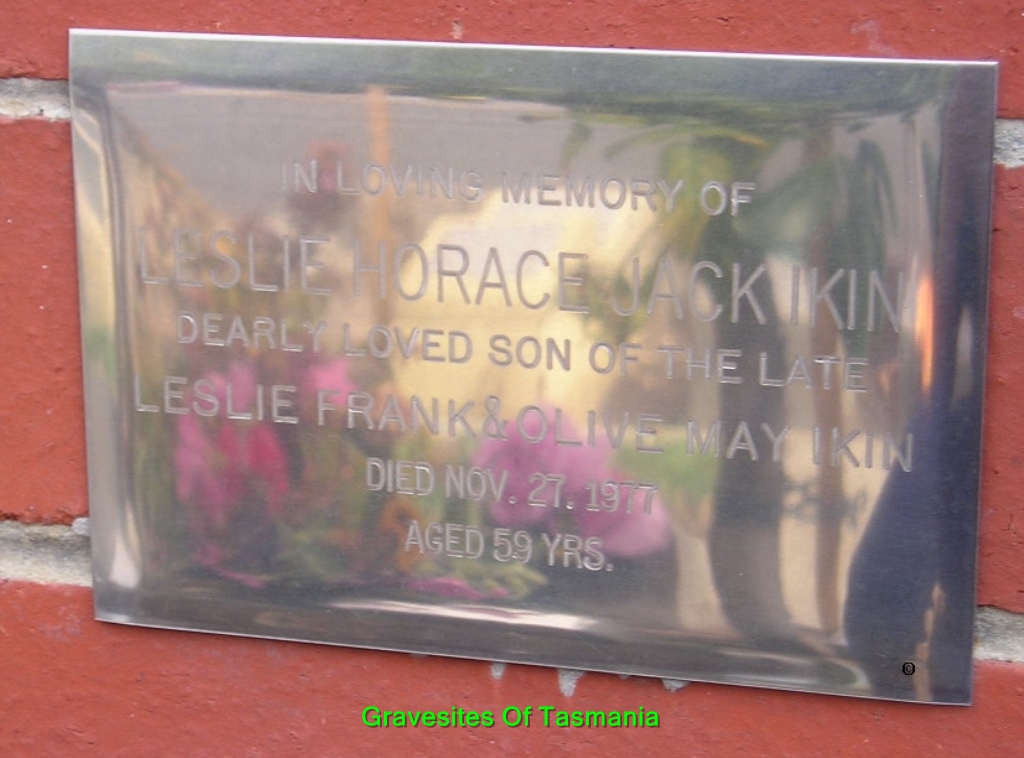 IN LOVING MEMORY OF
LESLIE HORACE JACK IKIN
DEARLY LOVED SON OF THE LATE
LESLIE FRANK & OLIVE MAY IKIN
DIED NOV. 27. 1977
AGED 59 YRS.
©
Gravesites Of Tasmania